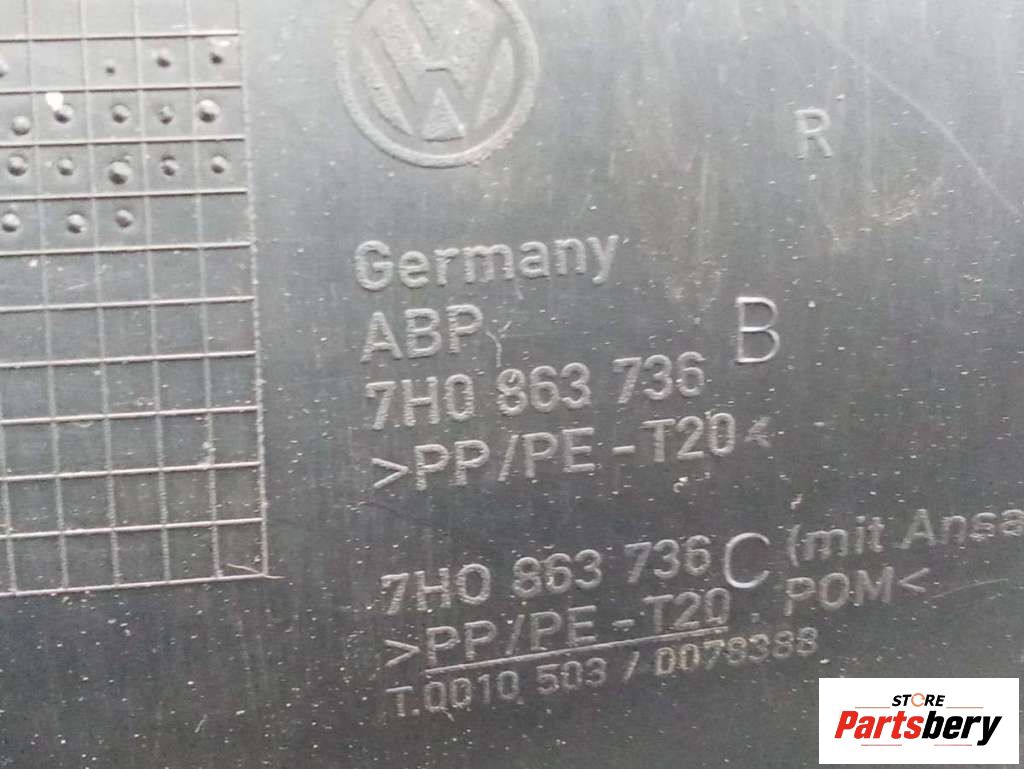 VW
R
Germany
ABP
7H0 863 736 B
>PP/PE-T20<
7H0 863 736 C (mit Ansa
>PP/PE-T20, POM<
T.0010 503 / 0078388
STORE
Partsbery